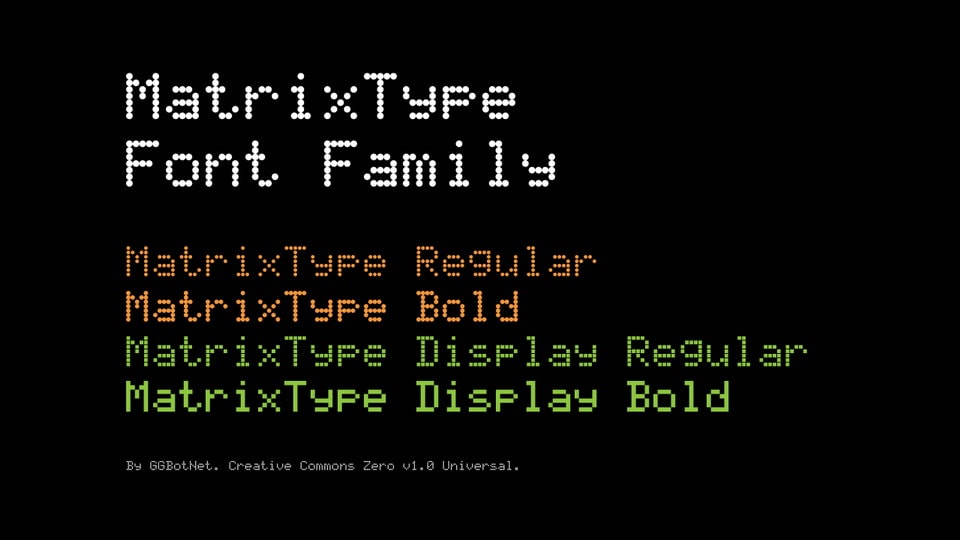 MatrixType
Font Family
MatrixType Regular
MatrixType Bold
MatrixType Display Regular
MatrixType Display Bold
By GGBotNet. Creative Commons Zero v1.0 Universal.